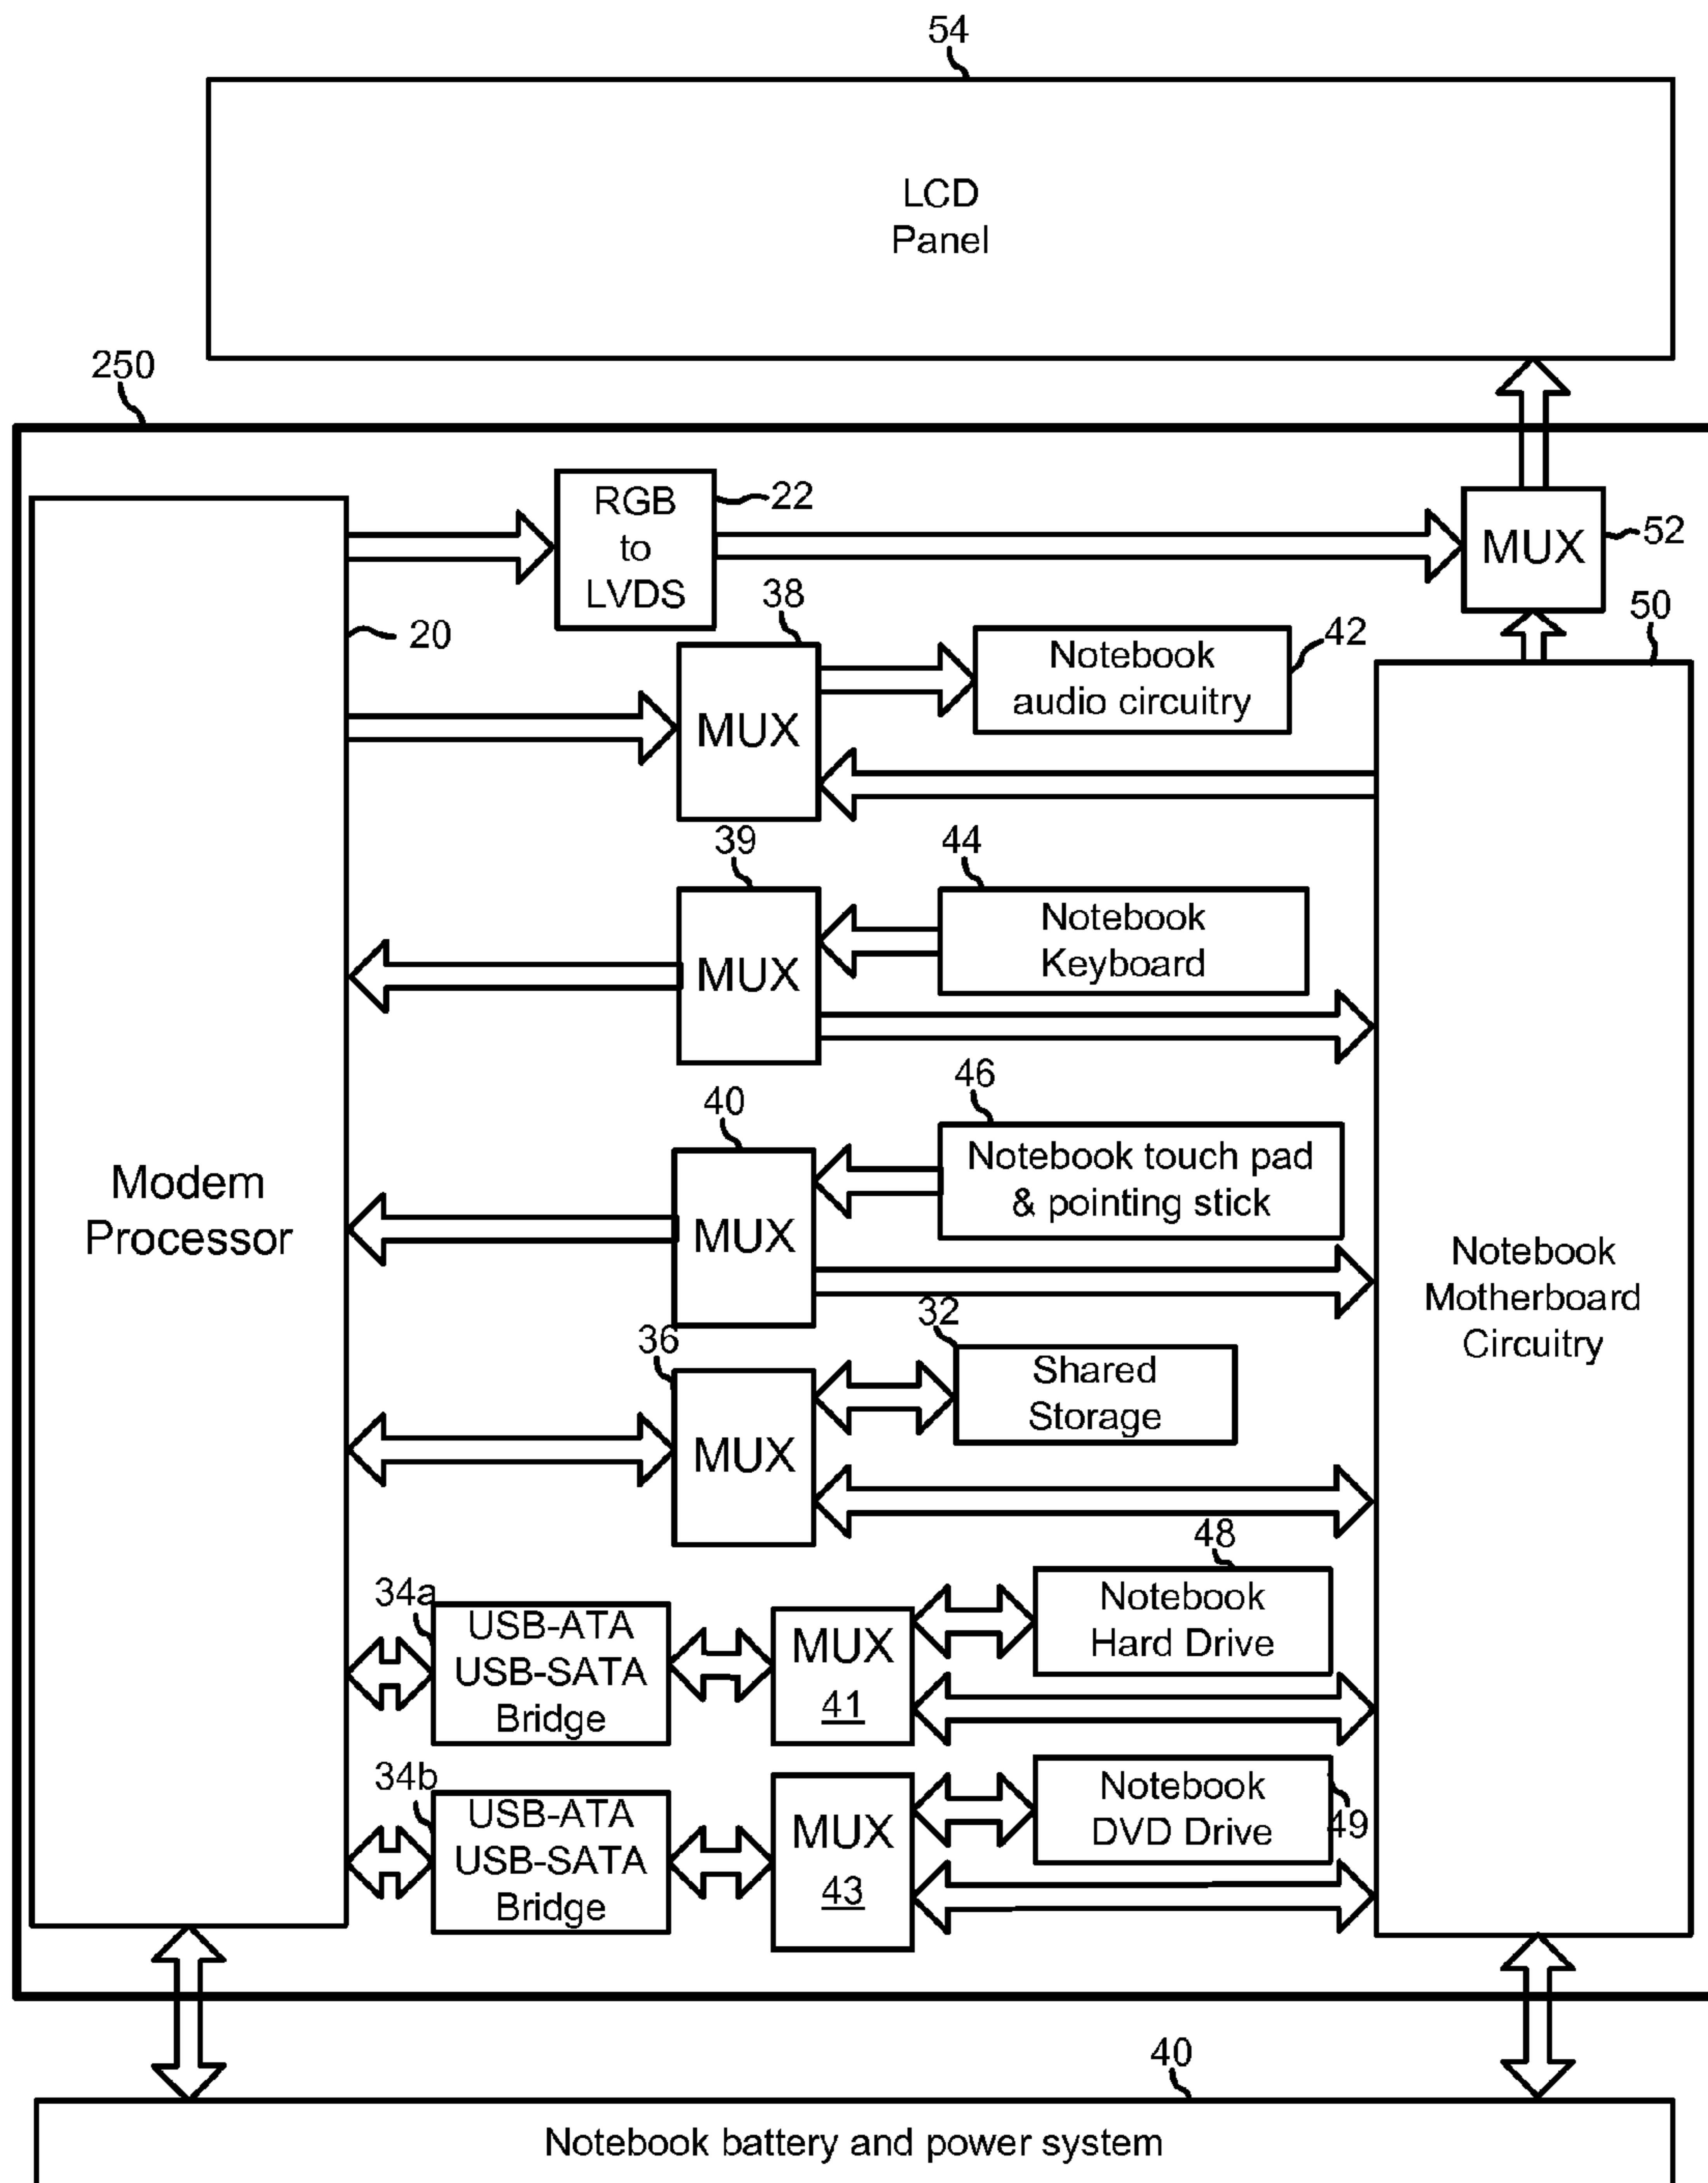 54
LCD
Panel
250
RGB
to
LVDS
22
MUX
52
20
38
MUX
Notebook
audio circuitry
42
50
39
MUX
44
Notebook
Keyboard
40
MUX
46
Notebook touch pad
& pointing stick
Modem
Processor
Notebook
Motherboard
Circuitry
36
MUX
32
Shared
Storage
34a
USB-ATA
USB-SATA
Bridge
MUX
41
48
Notebook
Hard Drive
34b
USB-ATA
USB-SATA
Bridge
MUX
43
Notebook
DVD Drive
49
40
Notebook battery and power system